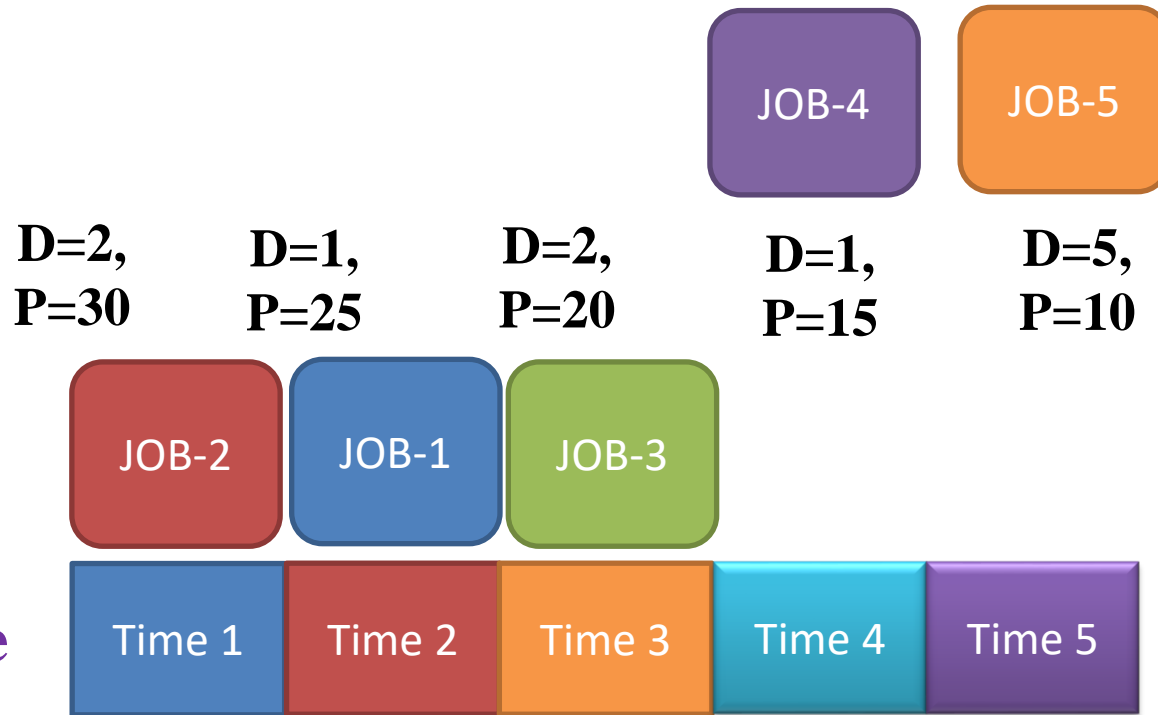 JOB-4
JOB-5
D=2,
P=30
D=1,
P=25
D=2,
P=20
D=1,
P=15
D=5,
P=10
JOB-2
JOB-1
JOB-3
e
Time 1
Time 2
Time 3
Time 4
Time 5